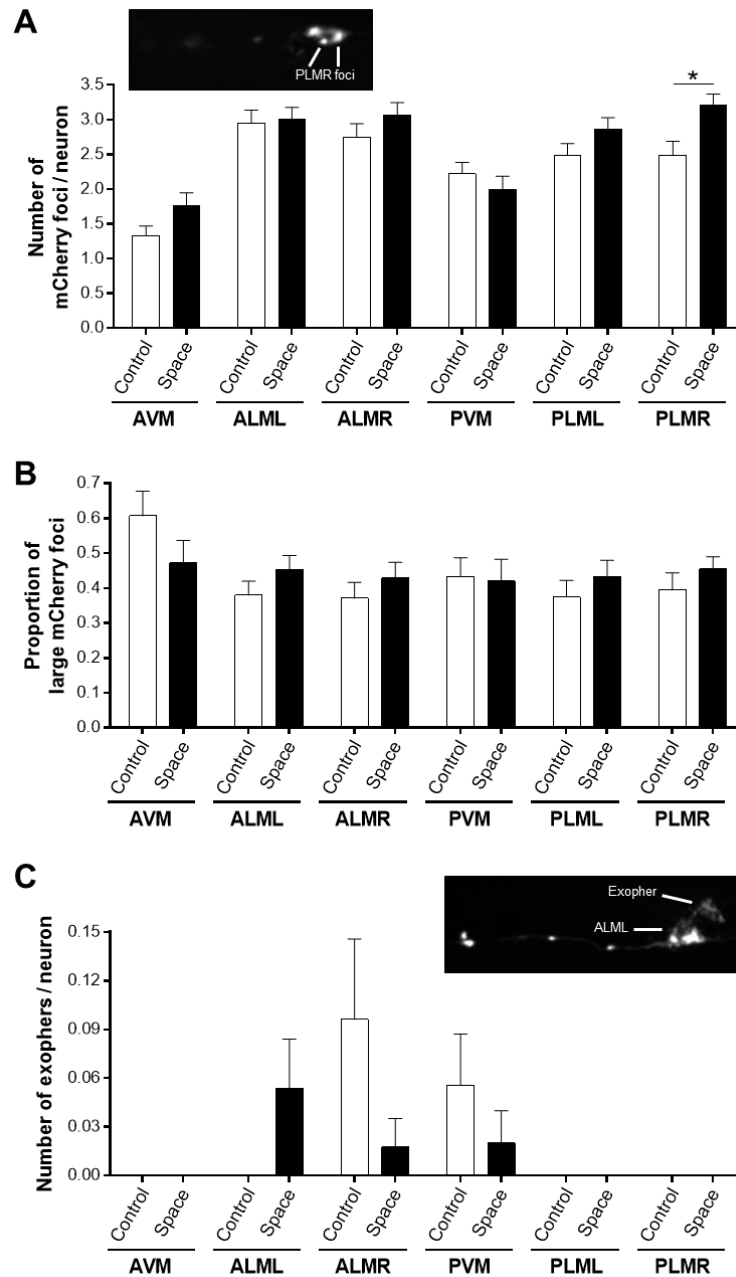 A
PLMR foci
*
Number of
mCherry foci / neuron
3.5
3.0
2.5
2.0
1.5
1.0
0.5
0.0
Control Space Control Space Control Space Control Space Control Space Control Space
AVM ALML ALMR PVM PLML PLMR
B
Proportion of
large mCherry foci
0.7
0.6
0.5
0.4
0.3
0.2
0.1
0.0
Control Space Control Space Control Space Control Space Control Space Control Space
AVM ALML ALMR PVM PLML PLMR
C
Exopher
ALML
Number of exophers / neuron
0.15
0.12
0.09
0.06
0.03
0.00
Control Space Control Space Control Space Control Space Control Space Control Space
AVM ALML ALMR PVM PLML PLMR